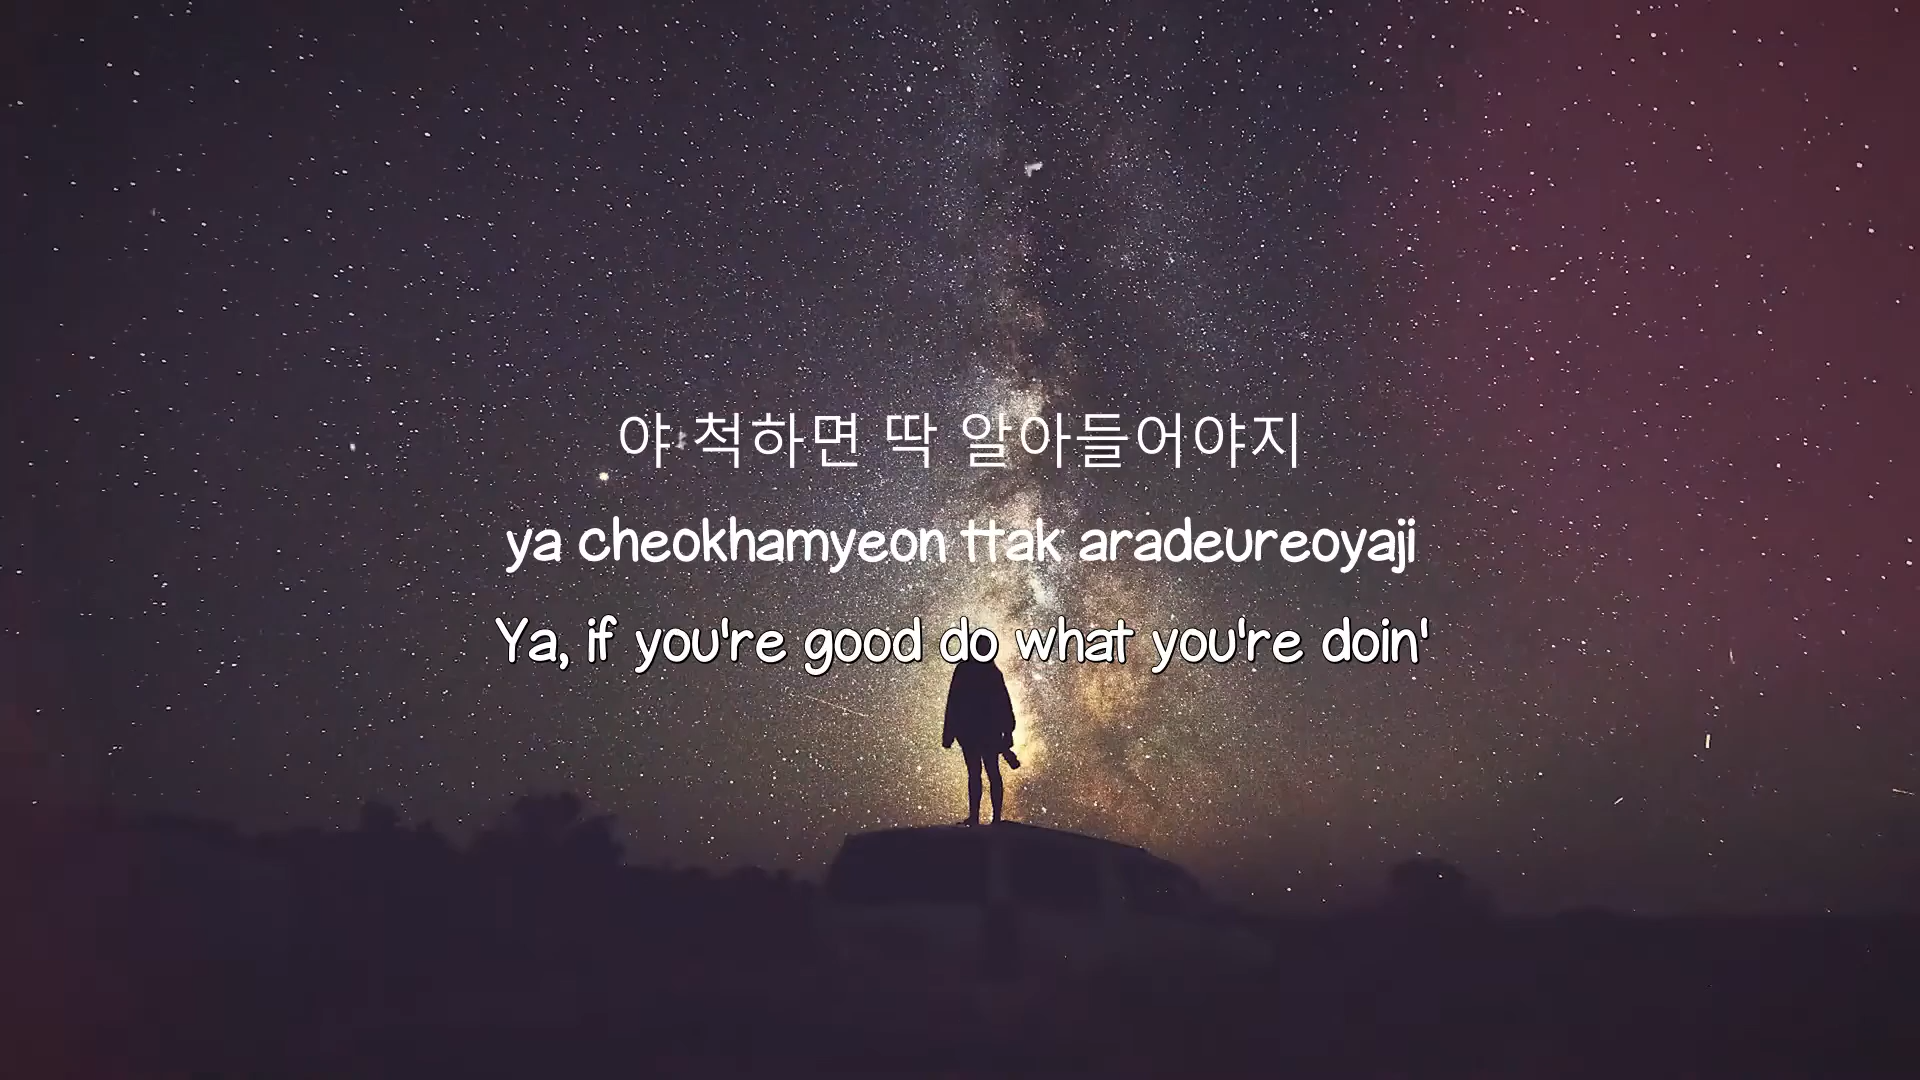 야 척하면 딱 알아들어야지
ya cheokhamyeon ttak aradeureoyaji
Ya, if you're good do what you're doin'